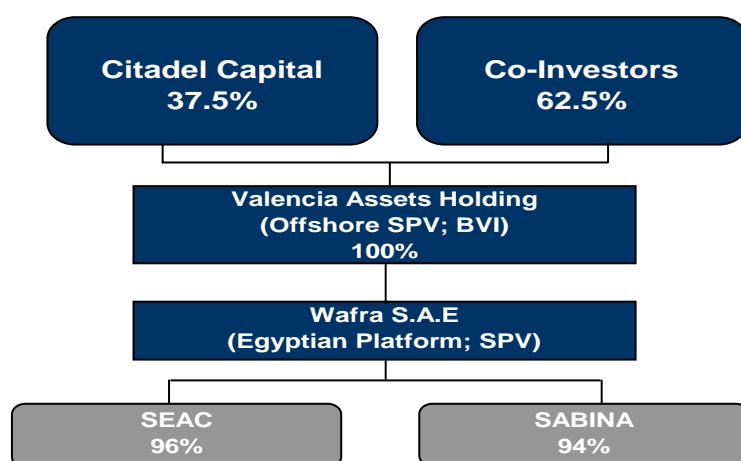 Citadel Capital
37.5%
Co-Investors
62.5%
Valencia Assets Holding
(Offshore SPV; BVI)
100%
Wafra S.A.E
(Egyptian Platform; SPV)
SEAC
96%
SABINA
94%